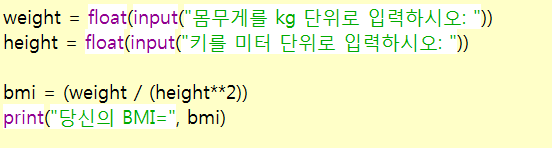 weight = float(input("몸무게를 kg 단위로 입력하시오: "))
height = float(input("키를 미터 단위로 입력하시오: "))
bmi = (weight / (height**2))
print("당신의 BMI=", bmi)